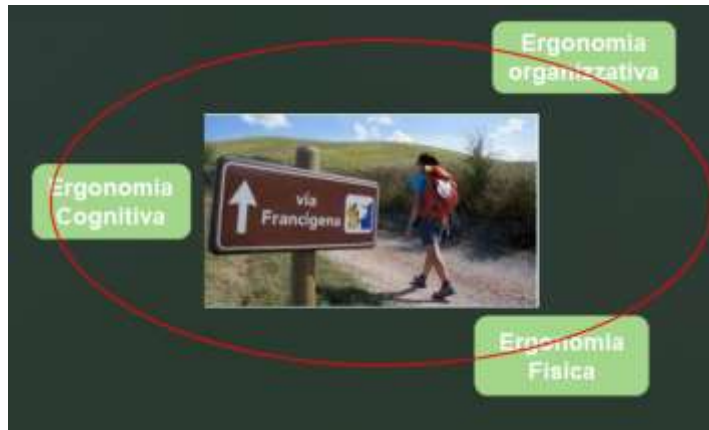 Ergonomia
organizzativa
Ergonomia
Cognitiva
via
Francigena
Ergonomia
Fisica